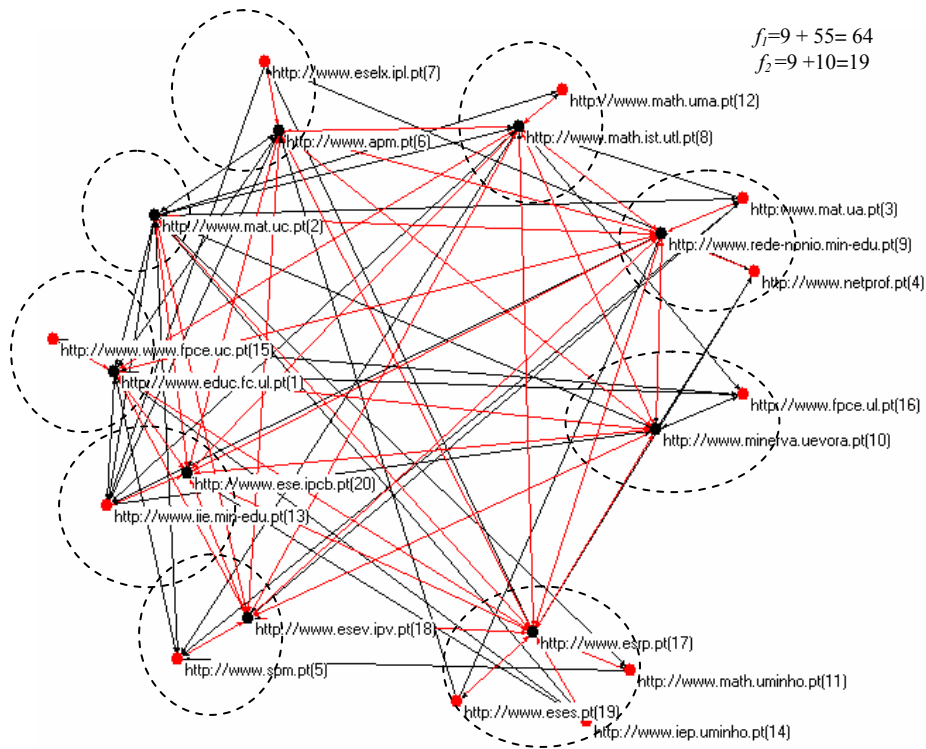 f1=9 + 55= 64
f2=9 +10=19
http://www.eselx.ipl.pt(7)
http://www.math.uma.pt(12)
http://www.apm.pt(6)
http://www.math.ist.utl.pt(8)
http://www.mat.ua.pt(3)
http://www.mat.uc.pt(2)
http://www.rede-nonio.min-edu.pt(9)
http://www.netprof.pt(4)
http://www.www.fpce.uc.pt(15)
http://www.educ.fc.ul.pt(1)
http://www.fpce.ul.pt(16)
http://www.minerva.uevora.pt(10)
http://www.ese.ipcb.pt(20)
http://www.iie.min-edu.pt(13)
http://www.esev.ipv.pt(18)
http://www.esrp.pt(17)
http://www.spm.pt(5)
http://www.math.uminho.pt(11)
http://www.eses.pt(19)
http://www.iep.uminho.pt(14)